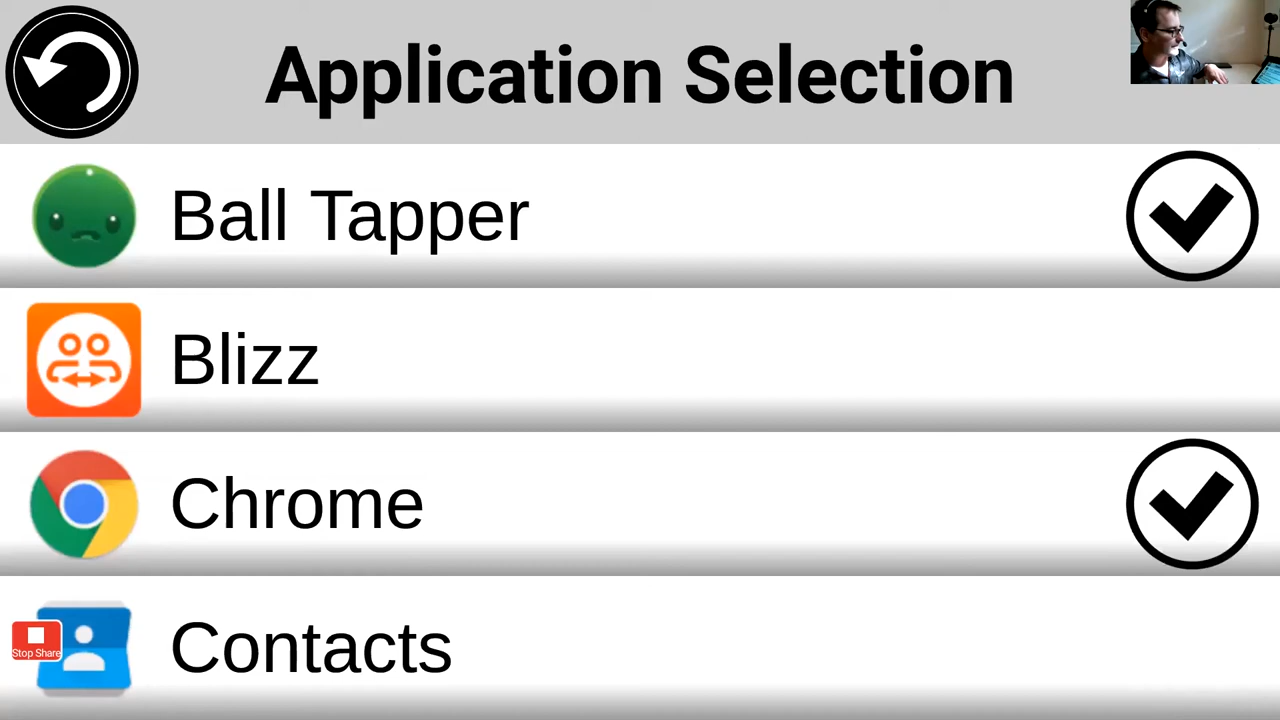 Application Selection
Ball Tapper
Blizz
Chrome
Contacts
Stop Share